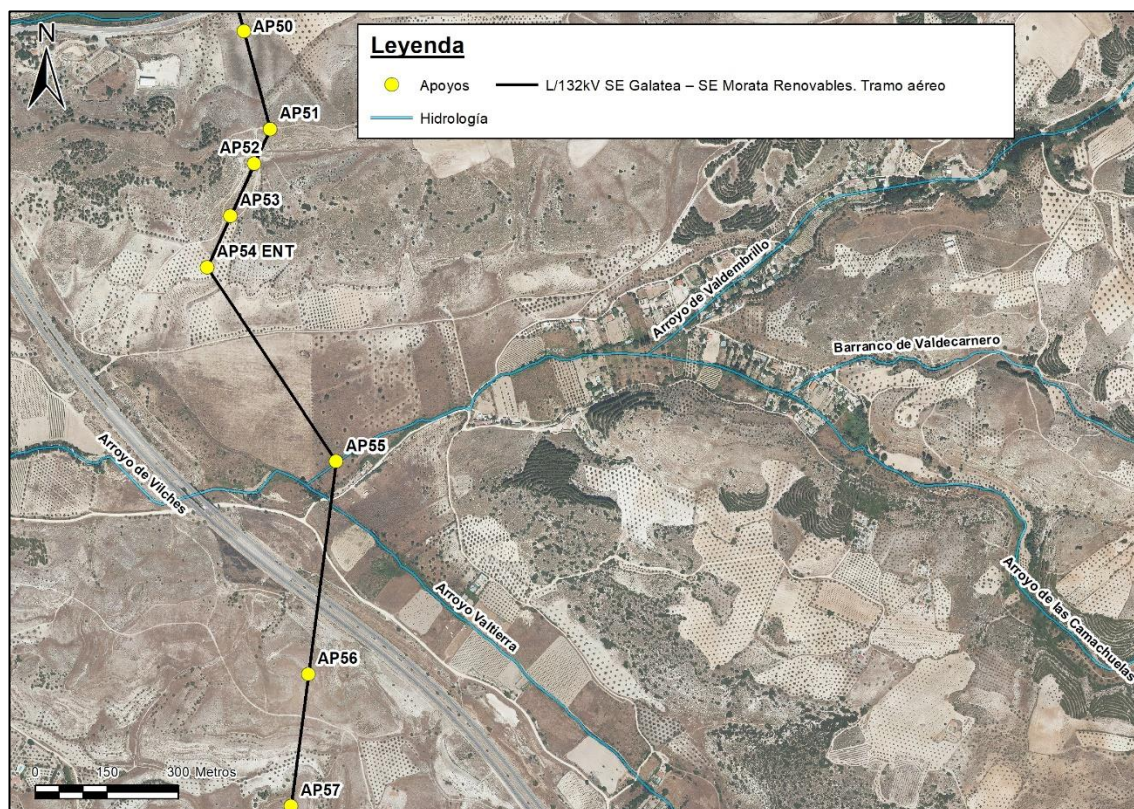 N
AP50
Leyenda
Apoyos
L/132kV SE Galatea – SE Morata Renovables. Tramo aéreo
Hidrología
AP51
AP52
AP53
AP54 ENT
Arroyo de Valdembrillo
Barranco de Valdecarnero
AP55
Arroyo de Vilches
Arroyo Valtierra
Arroyo de las Camachuelas
AP56
0 150 300 Metros
AP57